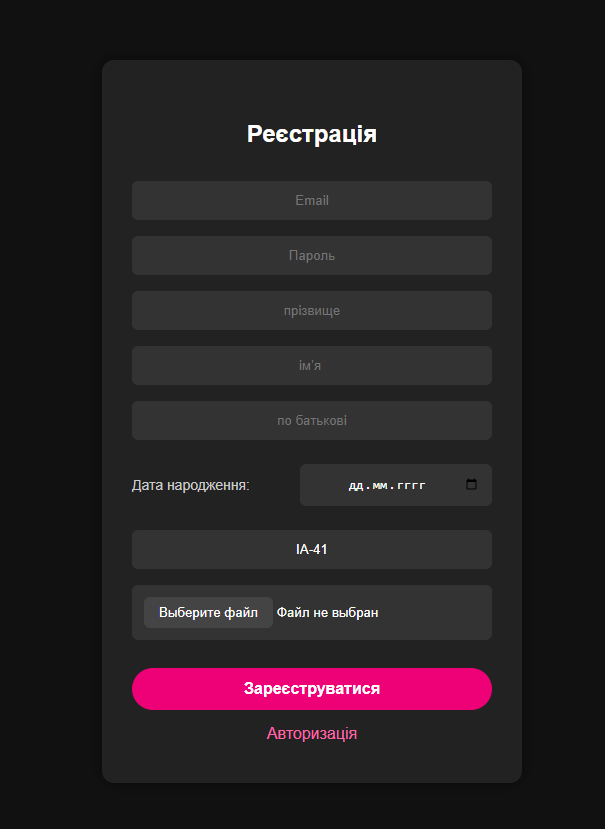 Реєстрація
Email
Пароль
прізвище
ім'я
по батькові
Дата народження: дд.мм.гггг
ІА-41
Выберите файл Файл не выбран
Зареєструватися
Авторизація